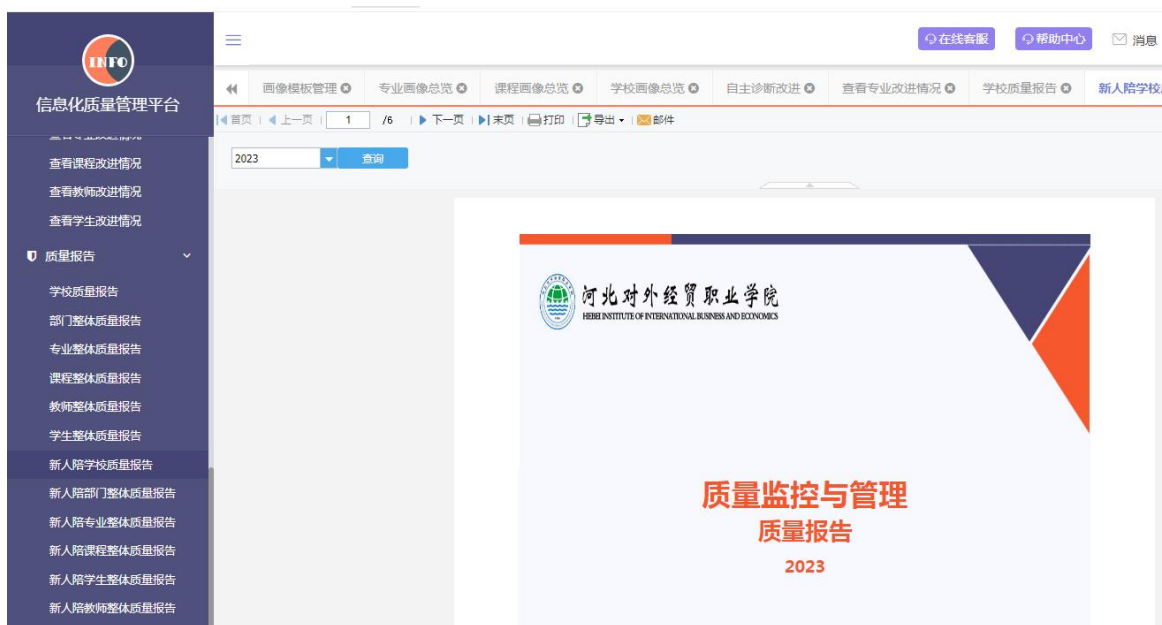 INFO
信息化质量管理平台
查看课程改进情况
查看教师改进情况
查看学生改进情况
质量报告
学校质量报告
部门整体质量报告
专业整体质量报告
课程整体质量报告
教师整体质量报告
学生整体质量报告
新人陪学校质量报告
新人陪部门整体质量报告
新人陪专业整体质量报告
新人陪课程整体质量报告
新人陪学生整体质量报告
新人陪教师整体质量报告
在线客服 帮助中心 消息
画像模板管理 专业画像总览 课程画像总览 学校画像总览 自主诊断改进 查看专业改进情况 学校质量报告 新人陪学校
首页 上一页 1 /6 下一页 末页 打印 导出 邮件
2023 查询
河北对外经贸职业学院
HEBEI INSTITUTE OF INTERNATIONAL BUSINESS AND ECONOMICS
质量监控与管理
质量报告
2023